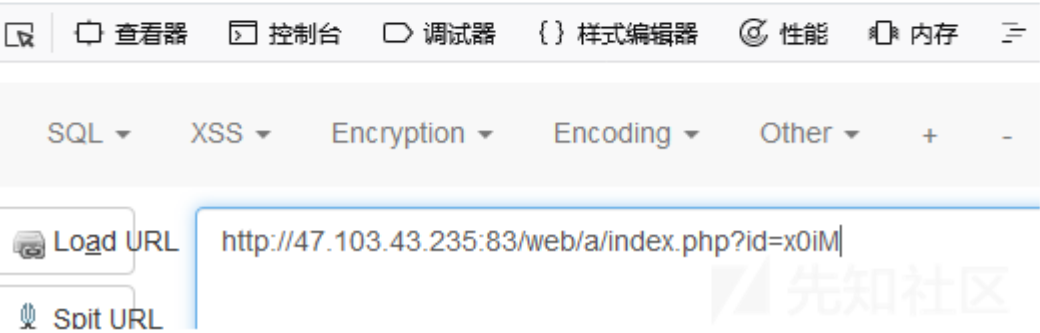 查看器 控制台 调试器 {} 样式编辑器 性能 内存
SQL XSS Encryption Encoding Other + -
Load URL http://47.103.43.235:83/web/a/index.php?id=x0iM
先知社区
Spit URL